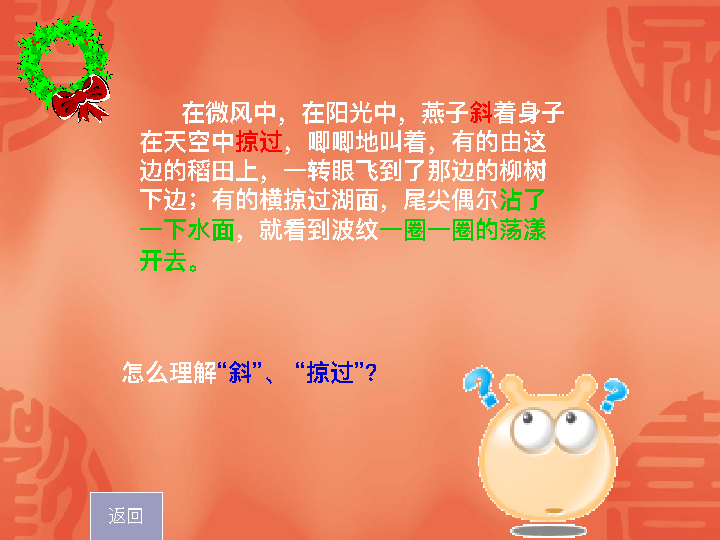 在微风中，在阳光中，燕子斜着身子
在天空中掠过，唧唧地叫着，有的由这
边的稻田上，一转眼飞到了那边的柳树
下边；有的横掠过湖面，尾尖偶尔沾了
一下水面，就看到波纹一圈一圈的荡漾
开去。
怎么理解“斜”、 “掠过”?
返回